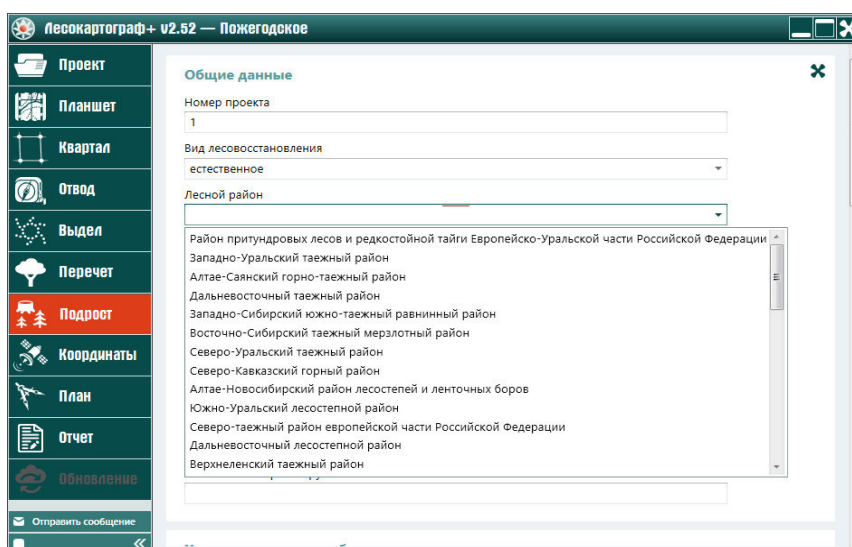 Лесокартограф+ v2.52 — Пожегодское
Проект
Планшет
Квартал
Отвод
Выдел
Перечет
Подрост
Координаты
План
Отчет
Обновление
Отправить сообщение
Общие данные
Номер проекта
1
Вид лесовосстановления
естественное
Лесной район
Район притундровых лесов и редкостойной тайги Европейско-Уральской части Российской Федерации
Западно-Уральский таежный район
Алтае-Саянский горно-таежный район
Дальневосточный таежный район
Западно-Сибирский южно-таежный равнинный район
Восточно-Сибирский таежный мерзлотный район
Северо-Уральский таежный район
Северо-Кавказский горный район
Алтае-Новосибирский район лесостепей и ленточных боров
Южно-Уральский лесостепной район
Северо-таежный район европейской части Российской Федерации
Дальневосточный лесостепной район
Верхнеленский таежный район